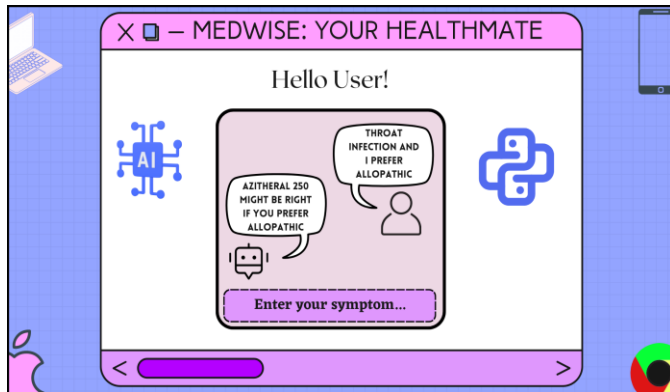 X — MEDWISE: YOUR HEALTHMATE
Hello User!
AI
THROAT
INFECTION AND
I PREFER
ALLOPATHIC
AZITHERAL 250
MIGHT BE RIGHT
IF YOU PREFER
ALLOPATHIC
Enter your symptom...
< >